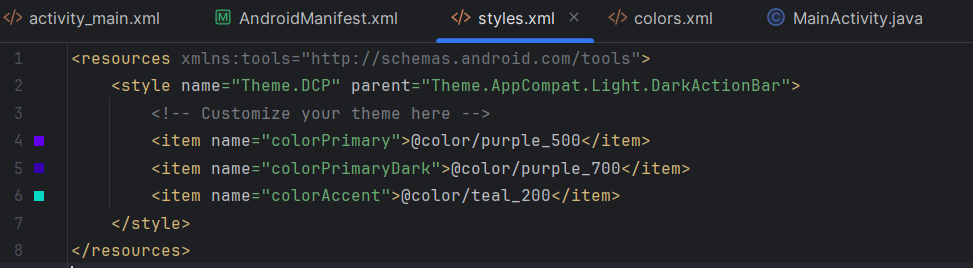 activity_main.xml AndroidManifest.xml styles.xml colors.xml MainActivity.java
1 <resources xmlns:tools="http://schemas.android.com/tools">
2 <style name="Theme.DCP" parent="Theme.AppCompat.Light.DarkActionBar">
3 <!-- Customize your theme here -->
4 <item name="colorPrimary">@color/purple_500</item>
5 <item name="colorPrimaryDark">@color/purple_700</item>
6 <item name="colorAccent">@color/teal_200</item>
7 </style>
8 </resources>